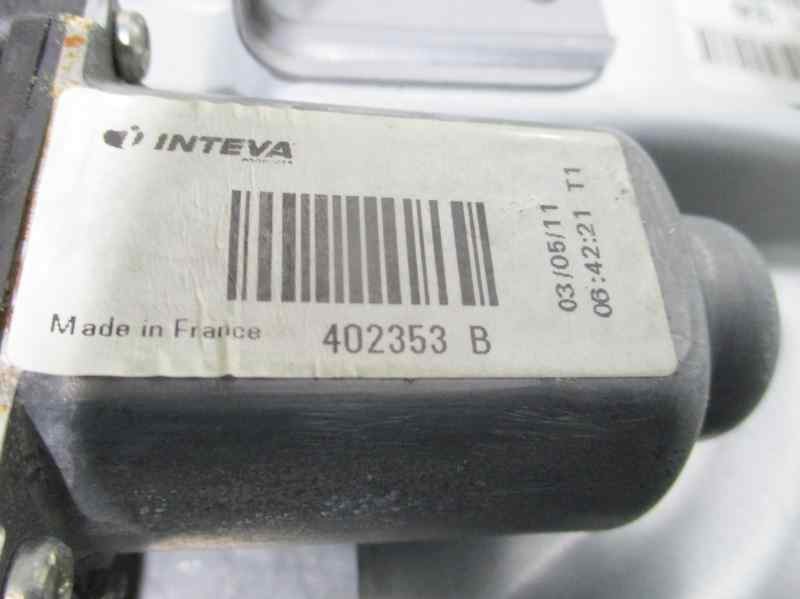 INTEVA
Made in France
402353 B
03/05/11
06:42:21 T1